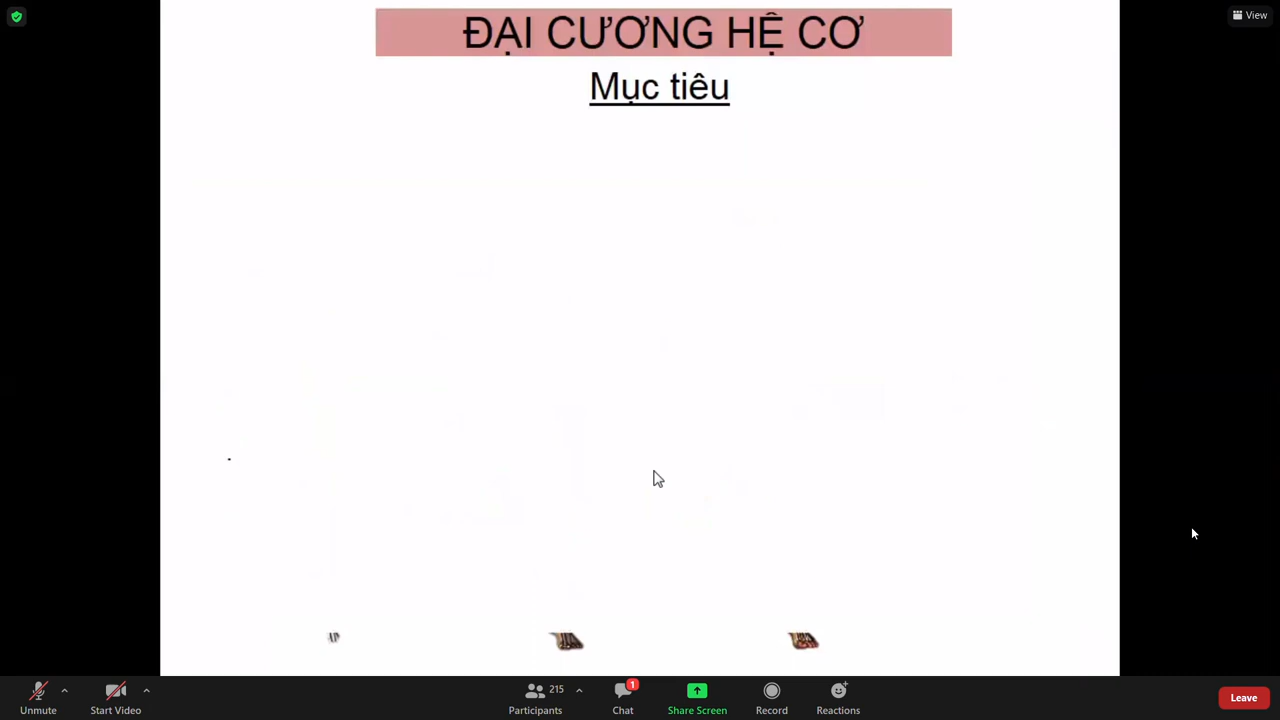 ĐẠI CƯƠNG HỆ CƠ
View
Mục tiêu
Unmute
Start Video
215
Participants
1
Chat
Share Screen
Record
Reactions
Leave